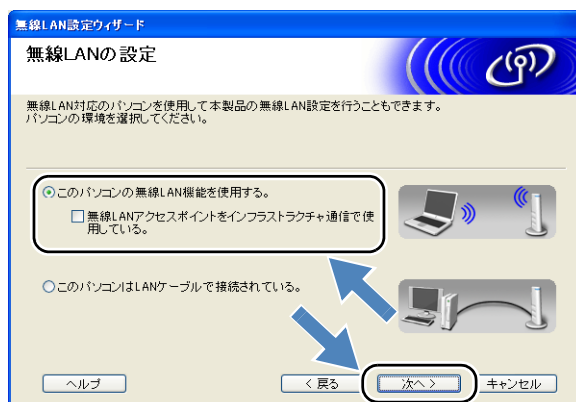 無線LAN設定ウィザード
無線LANの設定
無線LAN対応のパソコンを使用して本製品の無線LAN設定を行うこともできます。
パソコンの環境を選択してください。
このパソコンの無線LAN機能を使用する。
無線LANアクセスポイントをインフラストラクチャ通信で使
用している。
このパソコンはLANケーブルで接続されている。
ヘルプ
< 戻る
次へ >
キャンセル